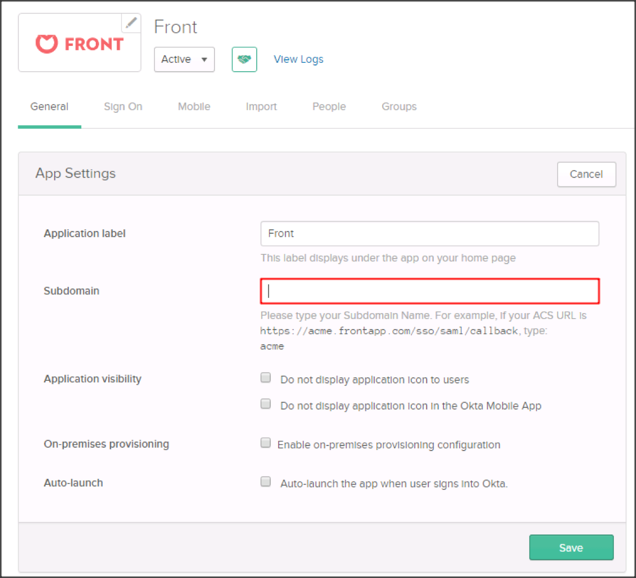 FRONT
Front
Active
View Logs
General Sign On Mobile Import People Groups
App Settings
Cancel
Application label
Front
This label displays under the app on your home page
Subdomain
Please type your Subdomain Name. For example, if your ACS URL is
https://acme.frontapp.com/sso/saml/callback, type:
acme
Application visibility
Do not display application icon to users
Do not display application icon in the Okta Mobile App
On-premises provisioning
Enable on-premises provisioning configuration
Auto-launch
Auto-launch the app when user signs into Okta.
Save